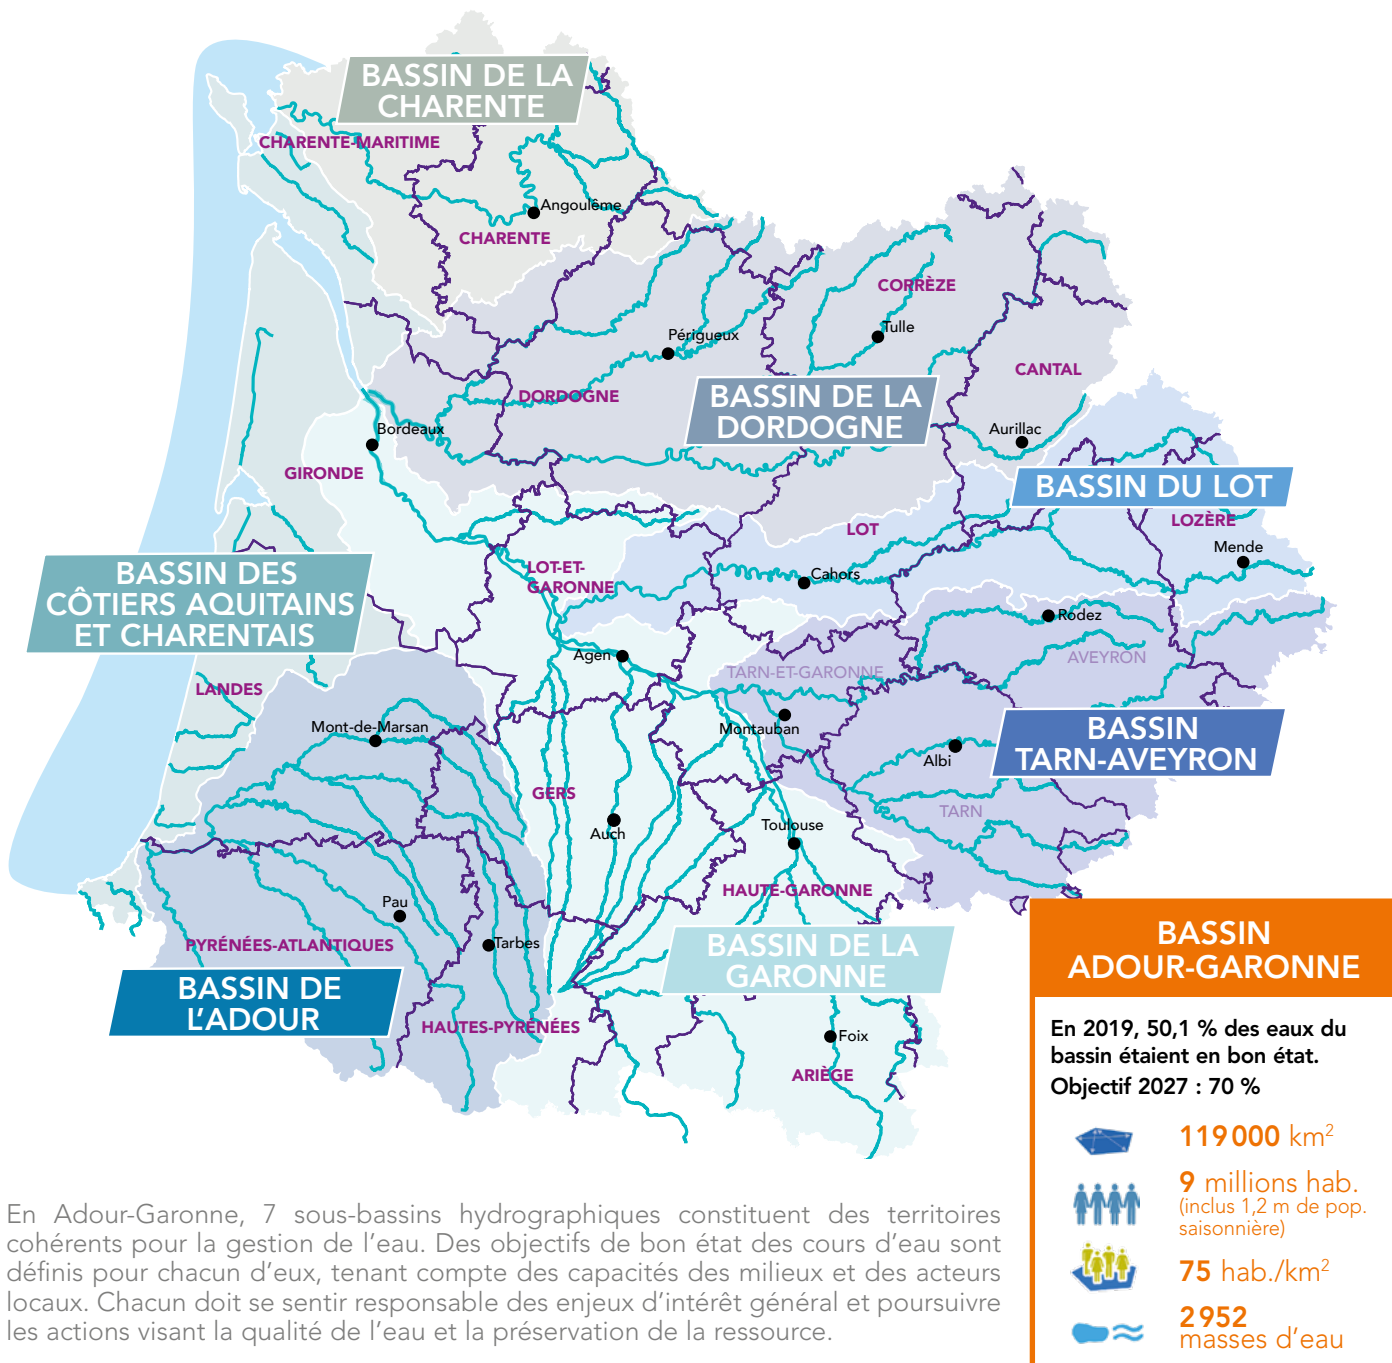 BASSIN DE LA
CHARENTE
CHARENTE-MARITIME
Angoulême
CHARENTE
CORRÈZE
Tulle
Périgueux
CANTAL
DORDOGNE
BASSIN DE LA
DORDOGNE
Bordeaux
Aurillac
GIRONDE
BASSIN DU LOT
LOT
LOZÈRE
Mende
BASSIN DES
CÔTIERS AQUITAINS
ET CHARENTAIS
LOT-ET-
GARONNE
Cahors
Rodez
Agen
TARN-ET-GARONNE
AVEYRON
LANDES
Mont-de-Marsan
Montauban
BASSIN
TARN-AVEYRON
Albi
GERS
TARN
Auch
Toulouse
HAUTE-GARONNE
Pau
Tarbes
PYRÉNÉES-ATLANTIQUES
BASSIN DE LA
GARONNE
BASSIN DE
L'ADOUR
HAUTES-PYRÉNÉES
Foix
ARIÈGE
BASSIN
ADOUR-GARONNE
En 2019, 50,1 % des eaux du
bassin étaient en bon état.
Objectif 2027 : 70 %
119 000 km²
9 millions hab.
(inclus 1,2 m de pop.
saisonnière)
75 hab./km²
2 952
masses d'eau
En Adour-Garonne, 7 sous-bassins hydrographiques constituent des territoires
cohérents pour la gestion de l'eau. Des objectifs de bon état des cours d'eau sont
définis pour chacun d'eux, tenant compte des capacités des milieux et des acteurs
locaux. Chacun doit se sentir responsable des enjeux d'intérêt général et poursuivre
les actions visant la qualité de l'eau et la préservation de la ressource.